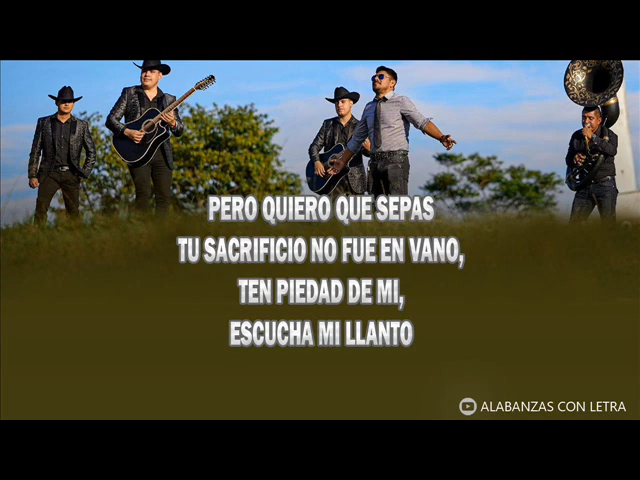 PERO QUIERO QUE SEPAS
TU SACRIFICIO NO FUE EN VANO,
TEN PIEDAD DE MI,
ESCUCHA MI LLANTO
ALABANZAS CON LETRA